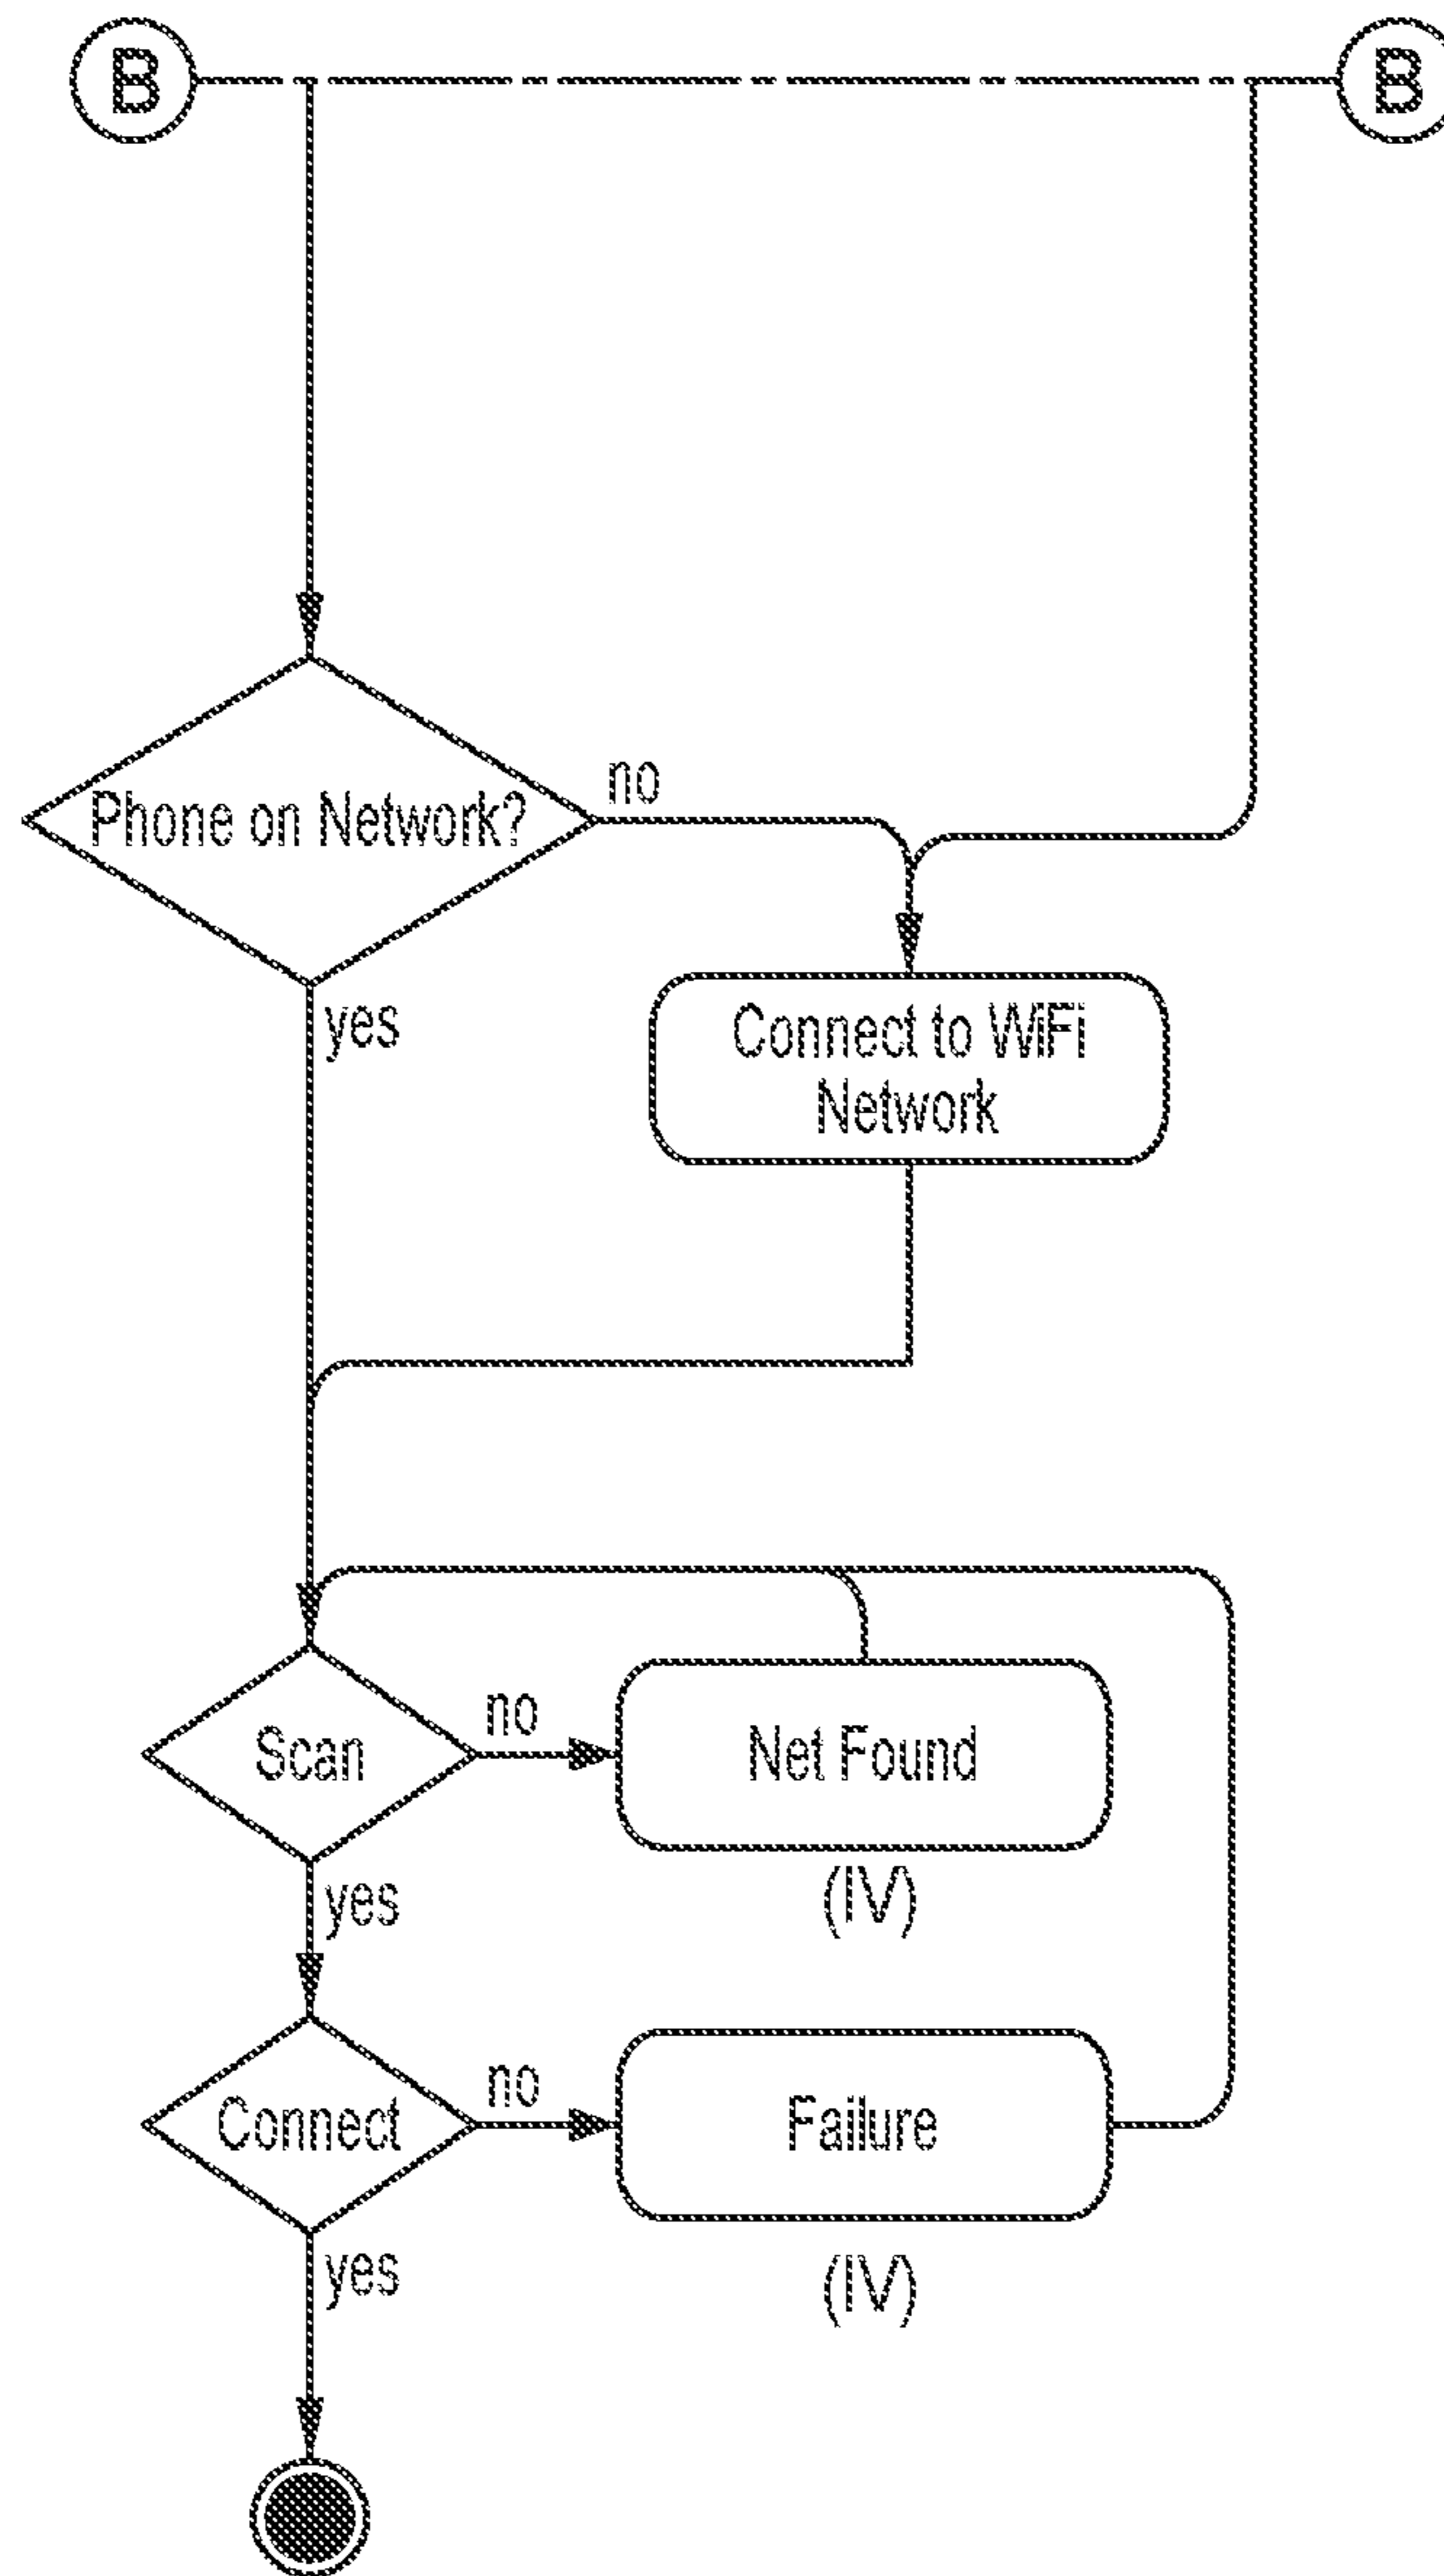 B
B
Phone on Network?
no
yes
Connect to WiFi
Network
Scan
no
Net Found
(IV)
yes
Connect
no
Failure
(IV)
yes